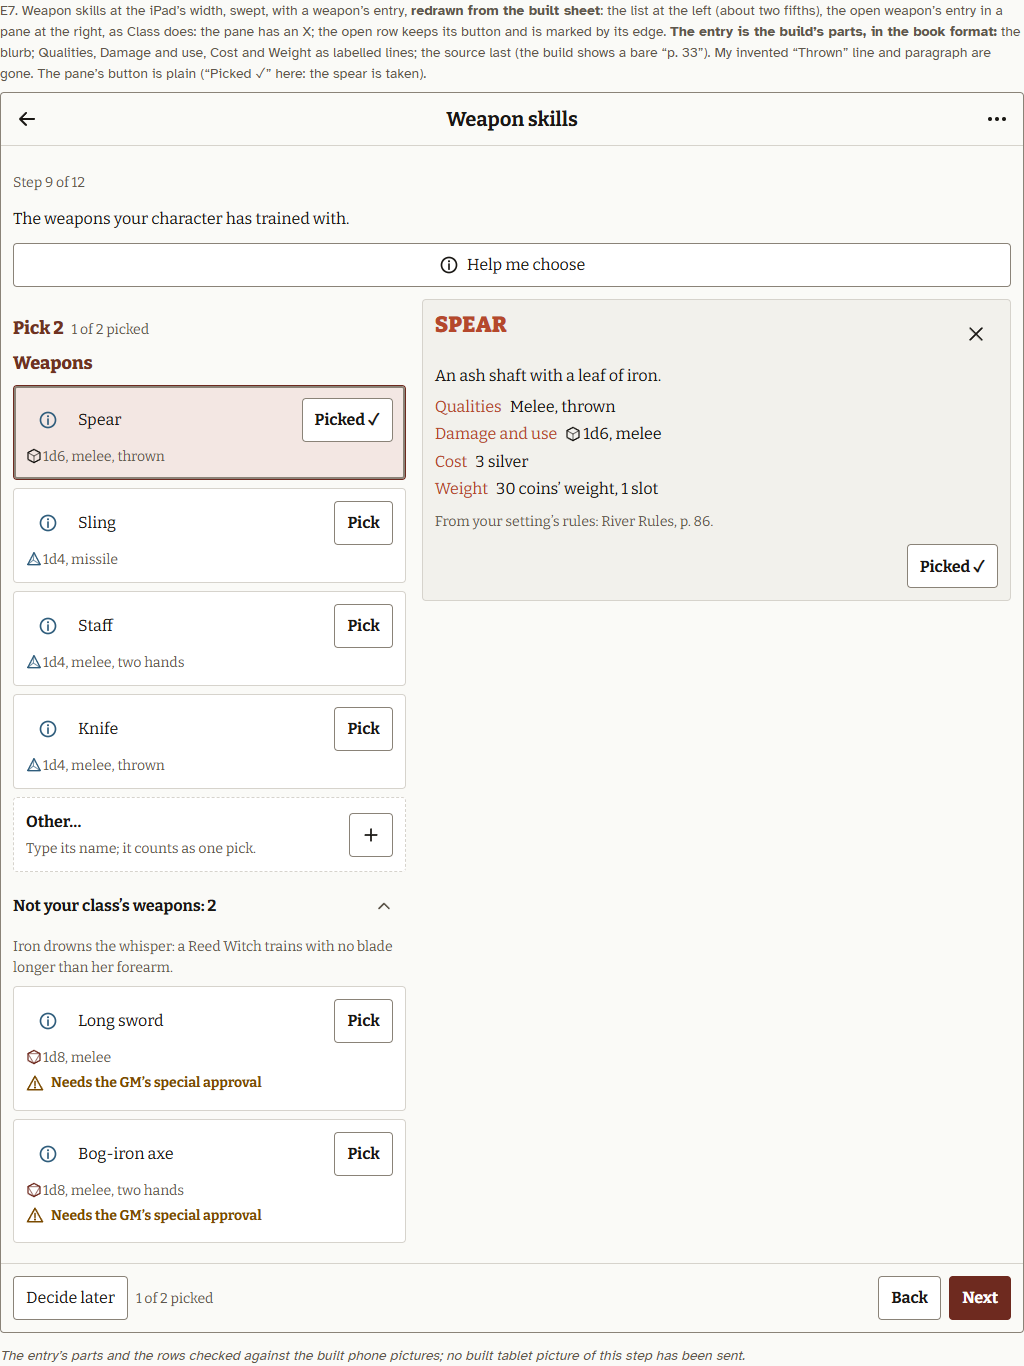 E7. Weapon skills at the iPad's width, swept, with a weapon's entry, redrawn from the built sheet: the list at the left (about two fifths), the open weapon's entry in a
pane at the right, as Class does: the pane has an X; the open row keeps its button and is marked by its edge. The entry is the build's parts, in the book format: the
blurb; Qualities, Damage and use, Cost and Weight as labelled lines; the source last (the build shows a bare “p. 33”). My invented “Thrown” line and paragraph are
gone. The pane's button is plain (“Picked ✓” here: the spear is taken).
Weapon skills
Step 9 of 12
The weapons your character has trained with.
Help me choose
Pick 2 1 of 2 picked
Weapons
Spear
Picked ✓
1d6, melee, thrown
Sling
Pick
1d4, missile
Staff
Pick
1d4, melee, two hands
Knife
Pick
1d4, melee, thrown
Other...
Type its name; it counts as one pick.
Not your class's weapons: 2
Iron drowns the whisper: a Reed Witch trains with no blade
longer than her forearm.
Long sword
Pick
1d8, melee
Needs the GM's special approval
Bog-iron axe
Pick
1d8, melee, two hands
Needs the GM's special approval
SPEAR
An ash shaft with a leaf of iron.
Qualities Melee, thrown
Damage and use 1d6, melee
Cost 3 silver
Weight 30 coins' weight, 1 slot
From your setting's rules: River Rules, p. 86.
Picked ✓
Decide later 1 of 2 picked
Back
Next
The entry's parts and the rows checked against the built phone pictures; no built tablet picture of this step has been sent.